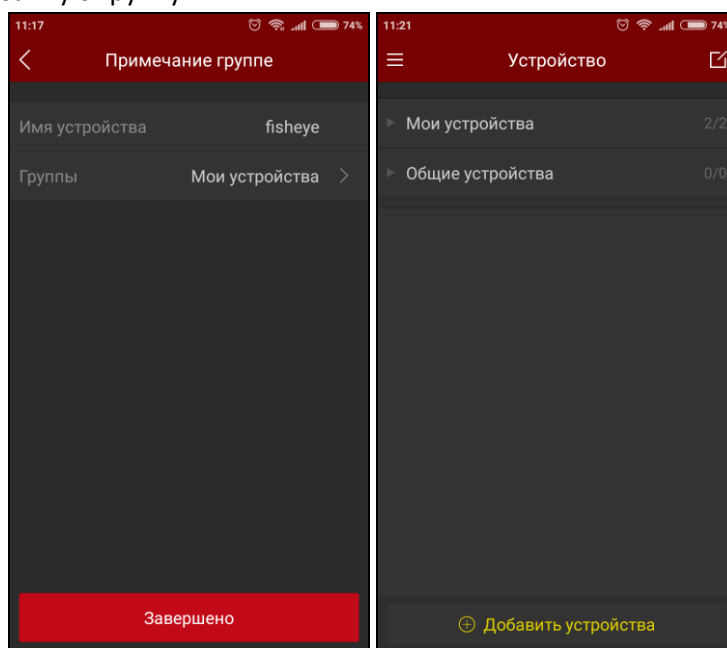 11:17
74%
Примечание группе
Имя устройства fisheye
Группы Мои устройства
Завершено
11:21
74%
Устройство
Мои устройства 2/2
Общие устройства 0/0
Добавить устройства